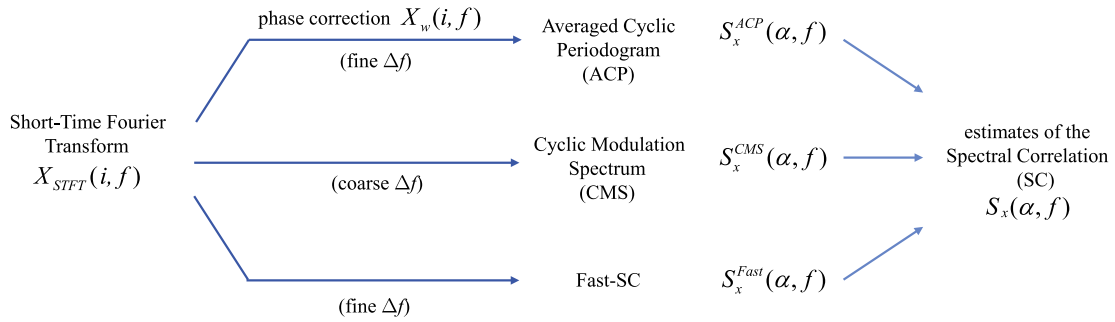 phase correction X_w(i, f)
(fine Δf)
Averaged Cyclic
Periodogram
(ACP)
S_x^{ACP}(α, f)
Short-Time Fourier
Transform
X_{STFT}(i, f)
(coarse Δf)
Cyclic Modulation
Spectrum
(CMS)
S_x^{CMS}(α, f)
estimates of the
Spectral Correlation
(SC)
S_x(α, f)
(fine Δf)
Fast-SC
S_x^{Fast}(α, f)